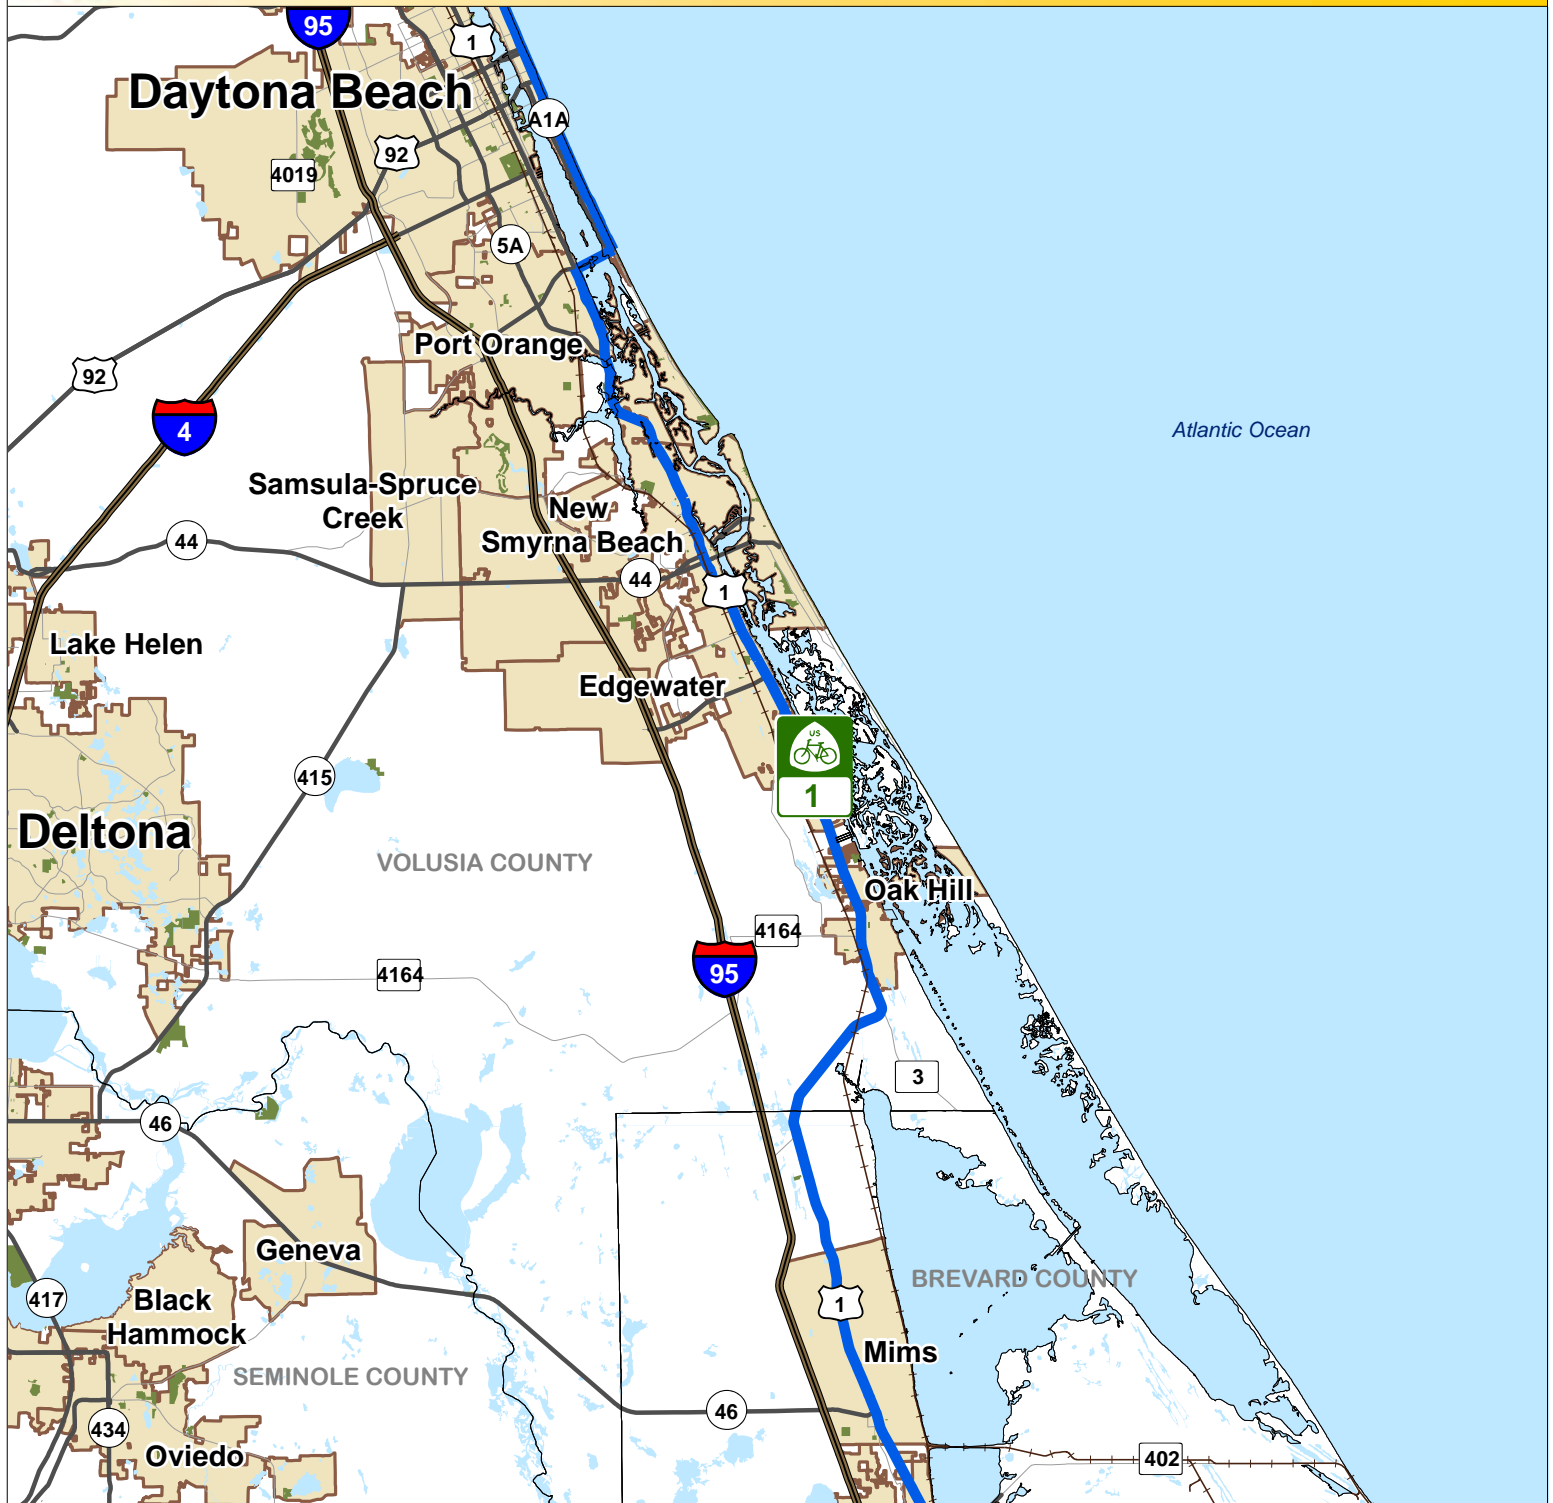 95
1
Daytona Beach
A1A
92
4019
5A
Port Orange
92
4
Atlantic Ocean
Samsula-Spruce
Creek
New
Smyrna Beach
44
44
1
Lake Helen
Edgewater
US
1
415
Deltona
VOLUSIA COUNTY
Oak Hill
4164
95
4164
3
46
Geneva
BREVARD COUNTY
417
Black
Hammock
1
Mims
SEMINOLE COUNTY
46
434
Oviedo
402